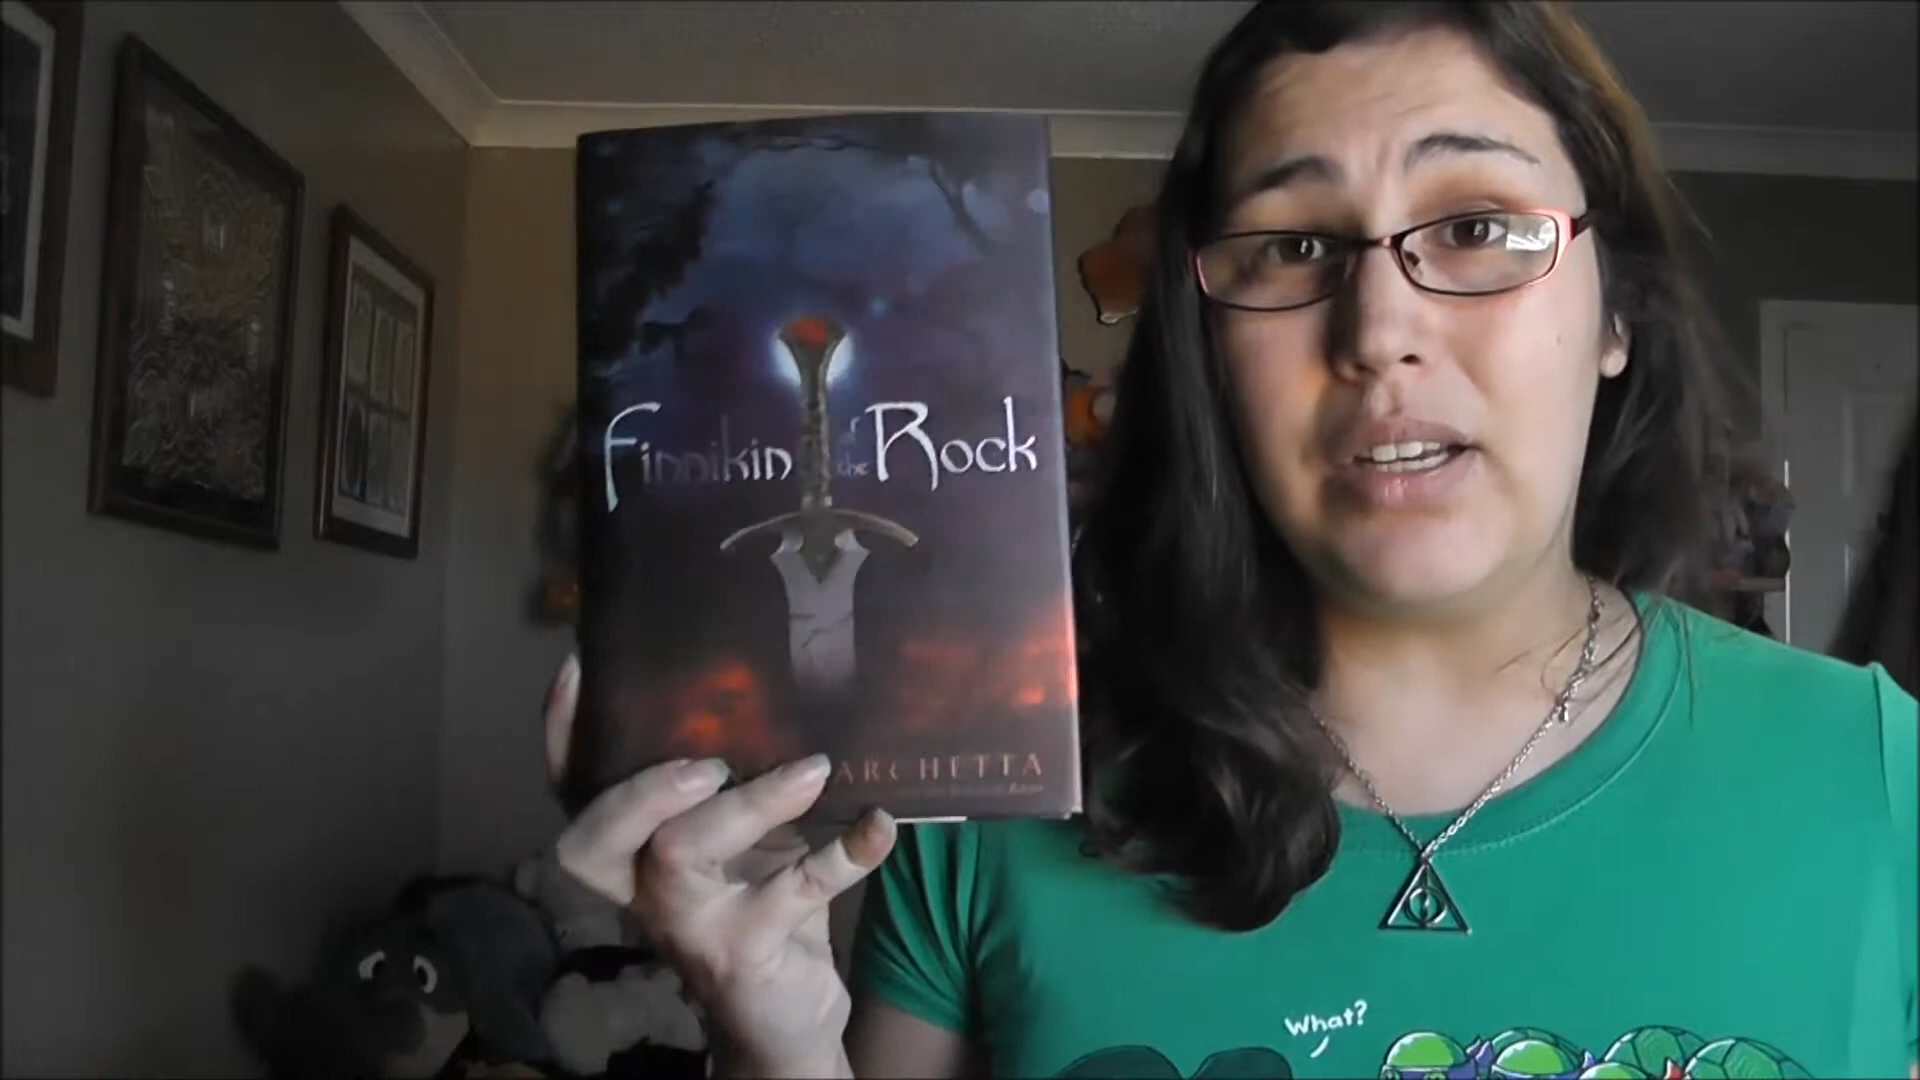 Finnikin of the Rock
ARCHETTA
What?